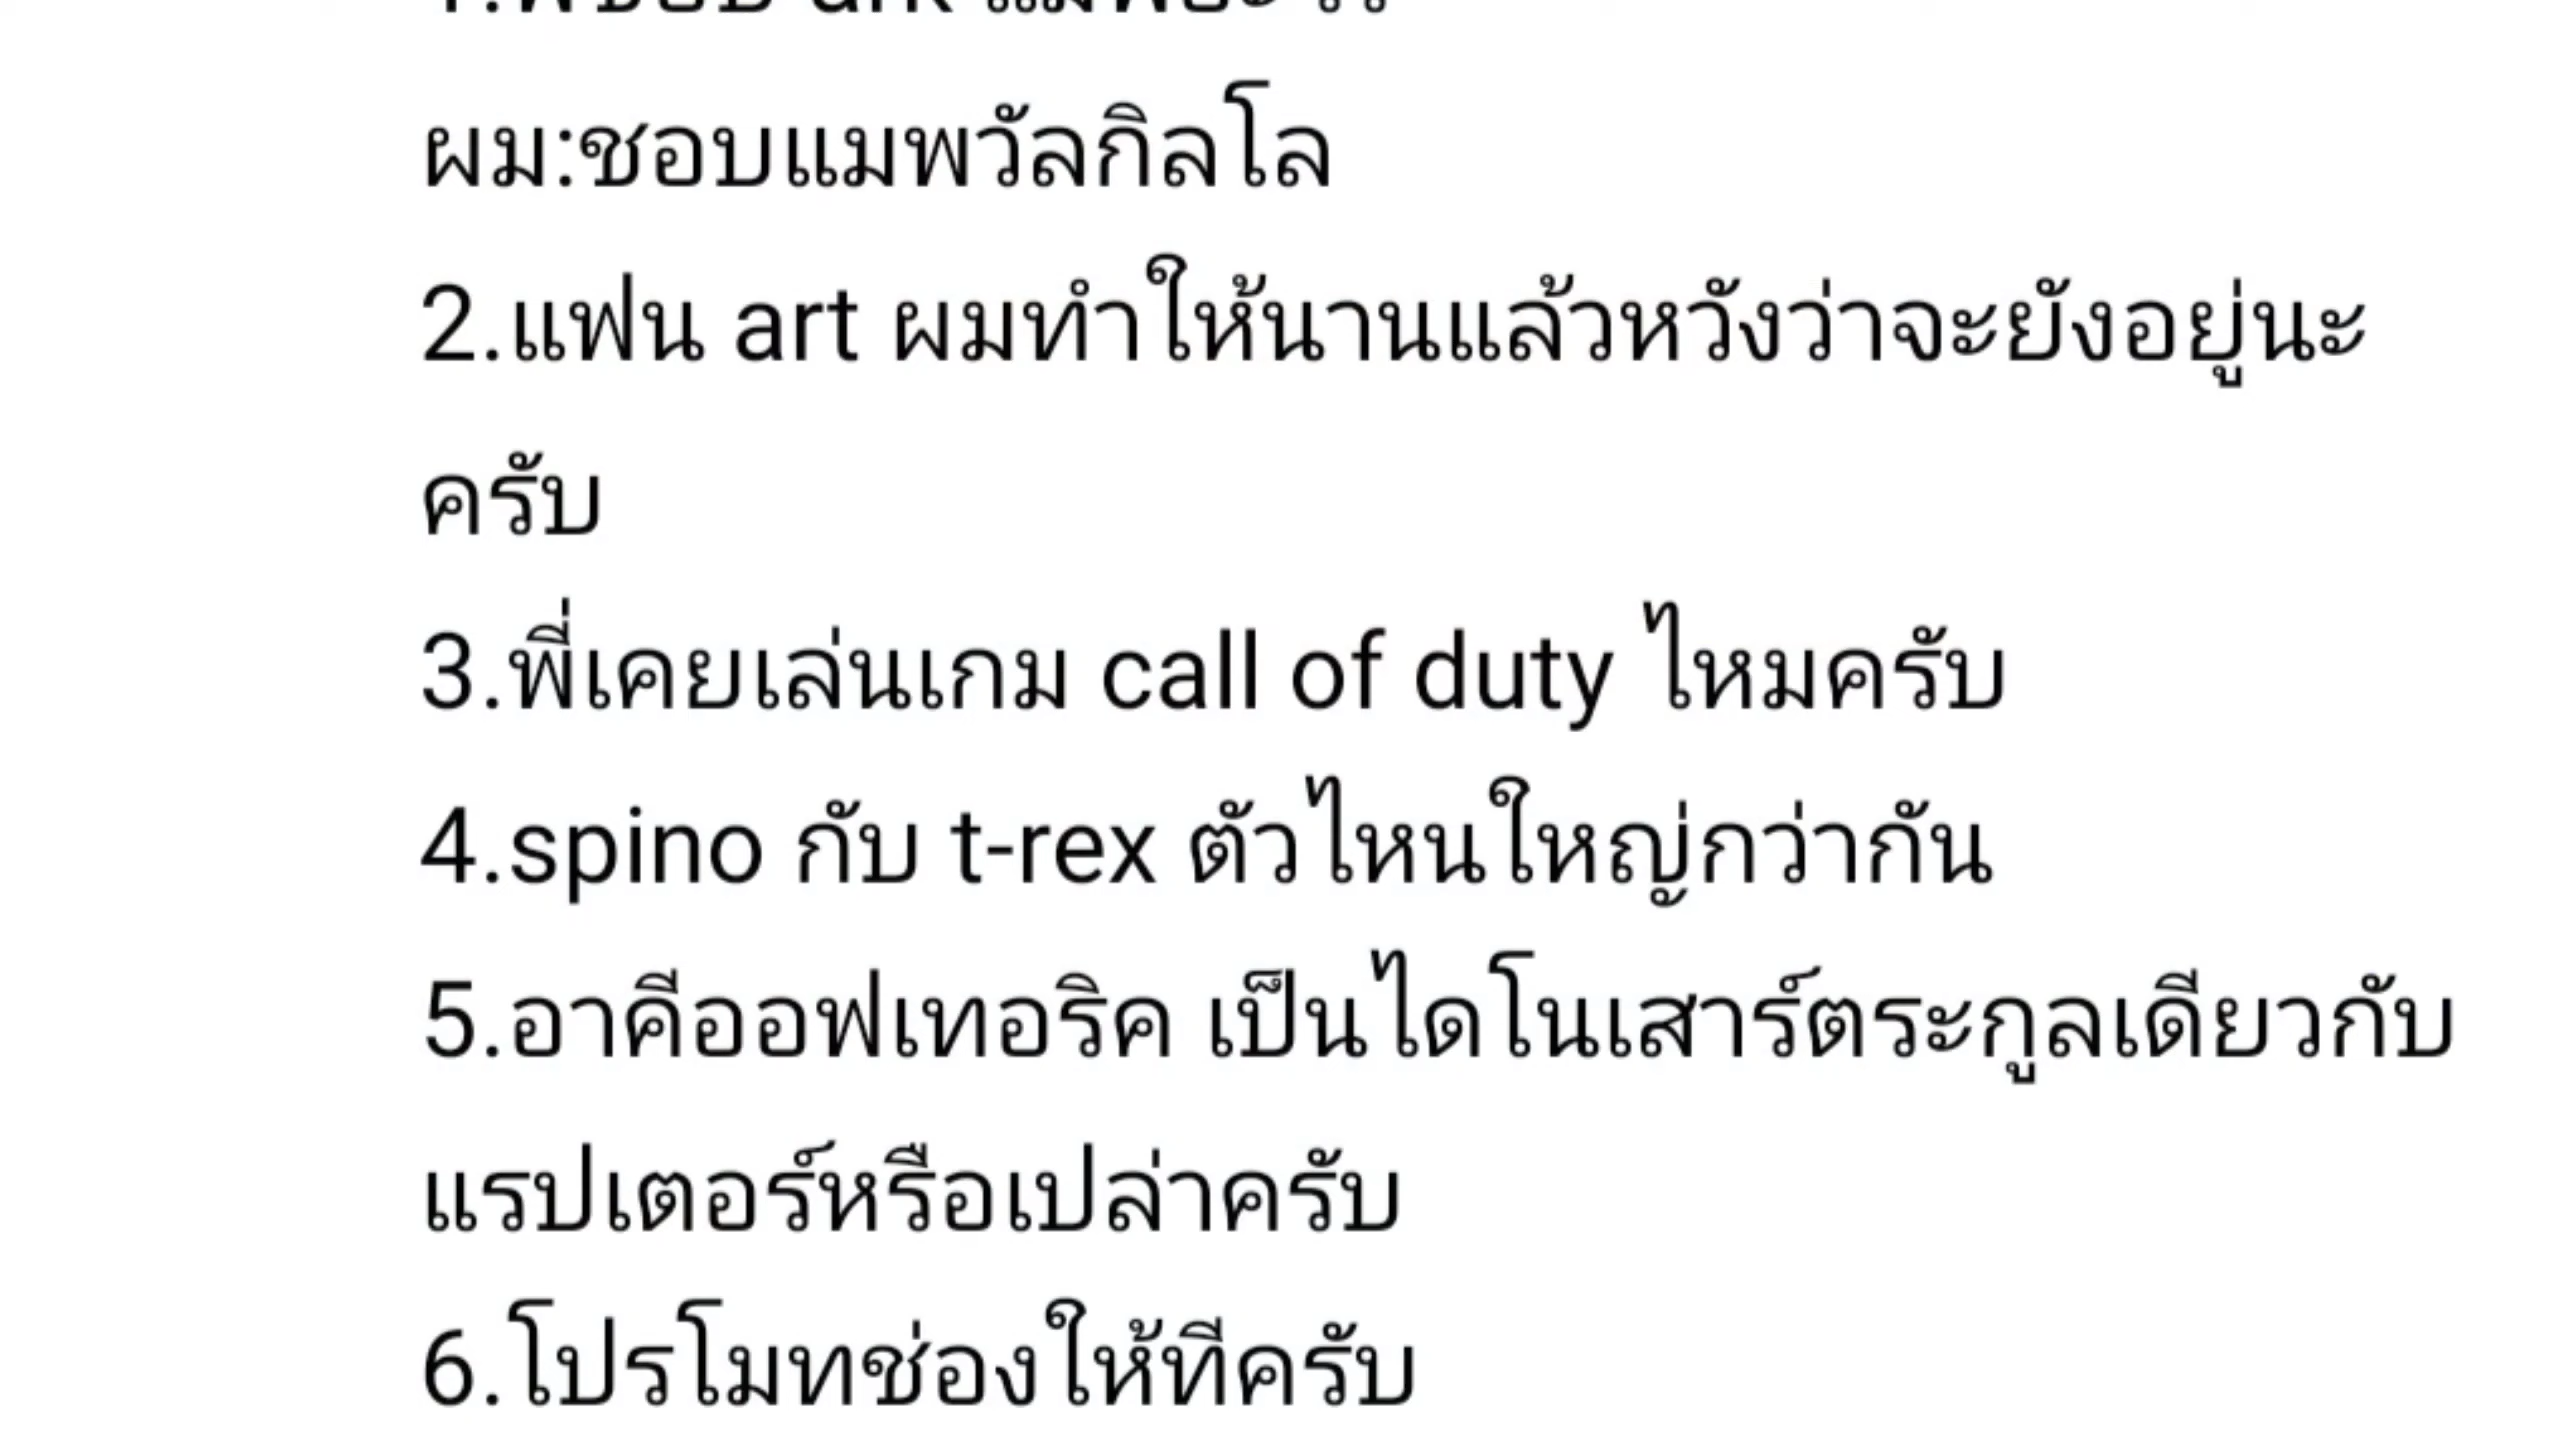 ผม:ชอบแมพวัลกิลโล
2.แฟน art ผมทำให้นานแล้วหวังว่าจะยังอยู่นะ
ครับ
3.พี่เคยเล่นเกม call of duty ไหมครับ
4.spino กับ t-rex ตัวไหนใหญ่กว่ากัน
5.อาคีออฟเทอริค เป็นไดโนเสาร์ตระกูลเดียวกับ
แรปเตอร์หรือเปล่าครับ
6.โปรโมทช่องให้ทีครับ